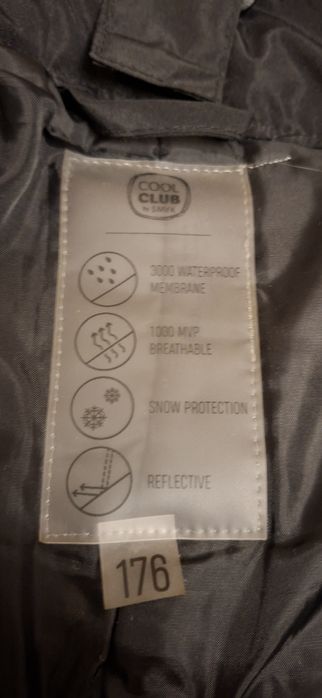 COOL
CLUB
by SMYK
3000 WATERPROOF
MEMBRANE
1000 MVP
BREATHABLE
SNOW PROTECTION
REFLECTIVE
176